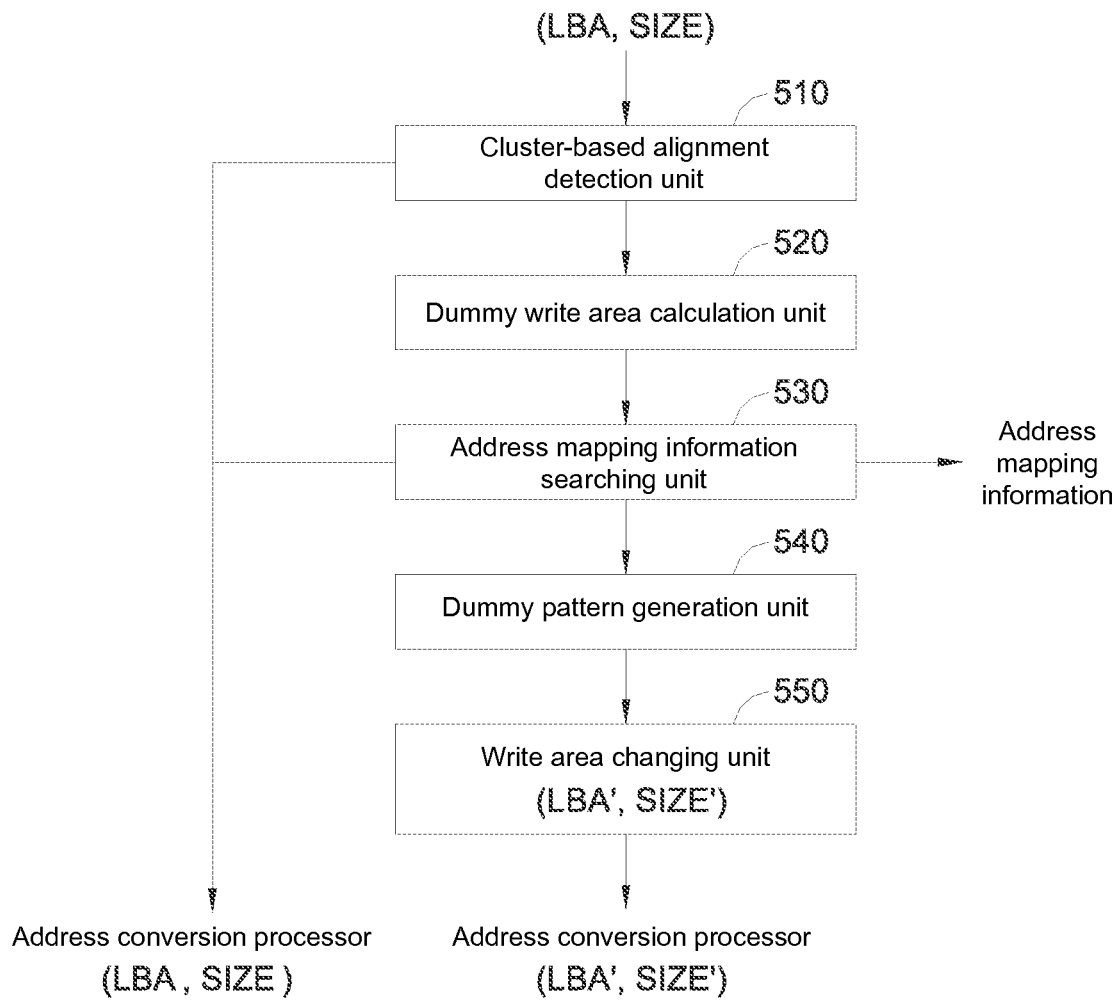 (LBA, SIZE)
510
Cluster-based alignment
detection unit
520
Dummy write area calculation unit
530
Address mapping information
searching unit
Address
mapping
information
540
Dummy pattern generation unit
550
Write area changing unit
(LBA', SIZE')
Address conversion processor
(LBA , SIZE )
Address conversion processor
(LBA', SIZE')